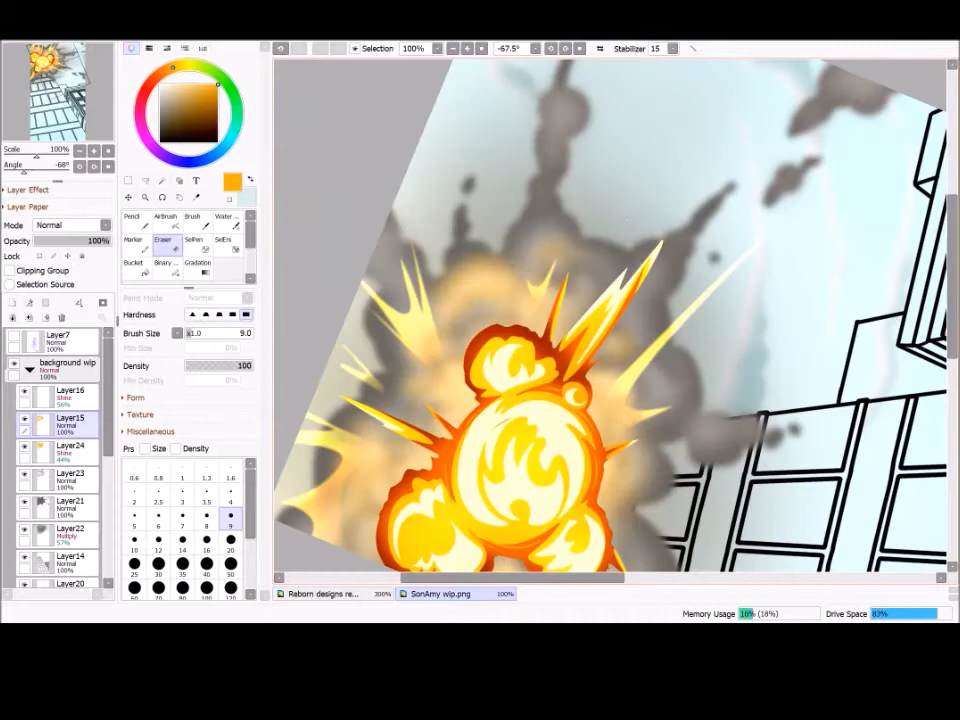 Selection 100% -67.5° Stabilizer 15
Scale 100%
Angle -68°
Layer Effect
Layer Paper
Mode Normal
Opacity 100%
Lock
Clipping Group
Selection Source
Layer7
Normal
100%
background wip
Normal
100%
Layer16
Shine
56%
Layer15
Normal
100%
Layer24
Shine
44%
Layer23
Normal
100%
Layer21
Normal
100%
Layer22
Multiply
57%
Layer14
Normal
100%
Layer20
T
Pencil AirBrush Brush Water ...
Marker Eraser SelPen SelErs
Bucket Binary ... Gradation
Paint Mode Normal
Hardness
Brush Size x1.0 9.0
Min Size 0%
Density 100
Min Density 0%
Form
Texture
Miscellaneous
Prs Size Density
0.6 0.8 1 1.3 1.6
2 2.5 3 3.5 4
5 6 7 8 9
10 12 14 16 20
25 30 35 40 50
60 70 80 100 120
Reborn designs re... 300% SonAmy wip.png 100%
Memory Usage 16% (18%) Drive Space 83%